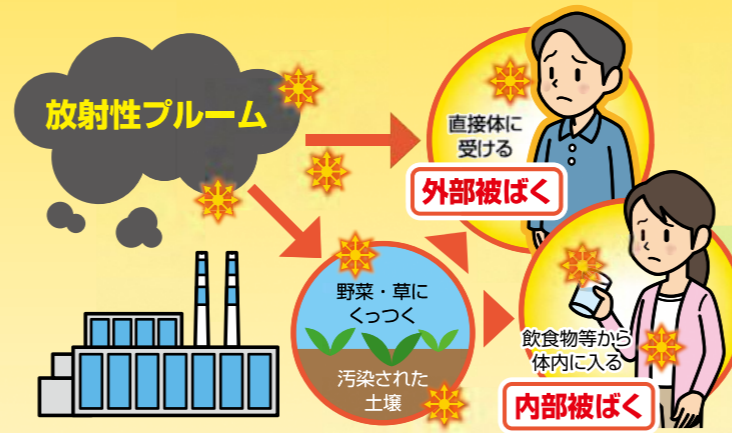 放射性プルーム
直接体に
受ける
外部被ばく
野菜・草に
くっつく
汚染された
土壌
飲食物等から
体内に入る
内部被ばく